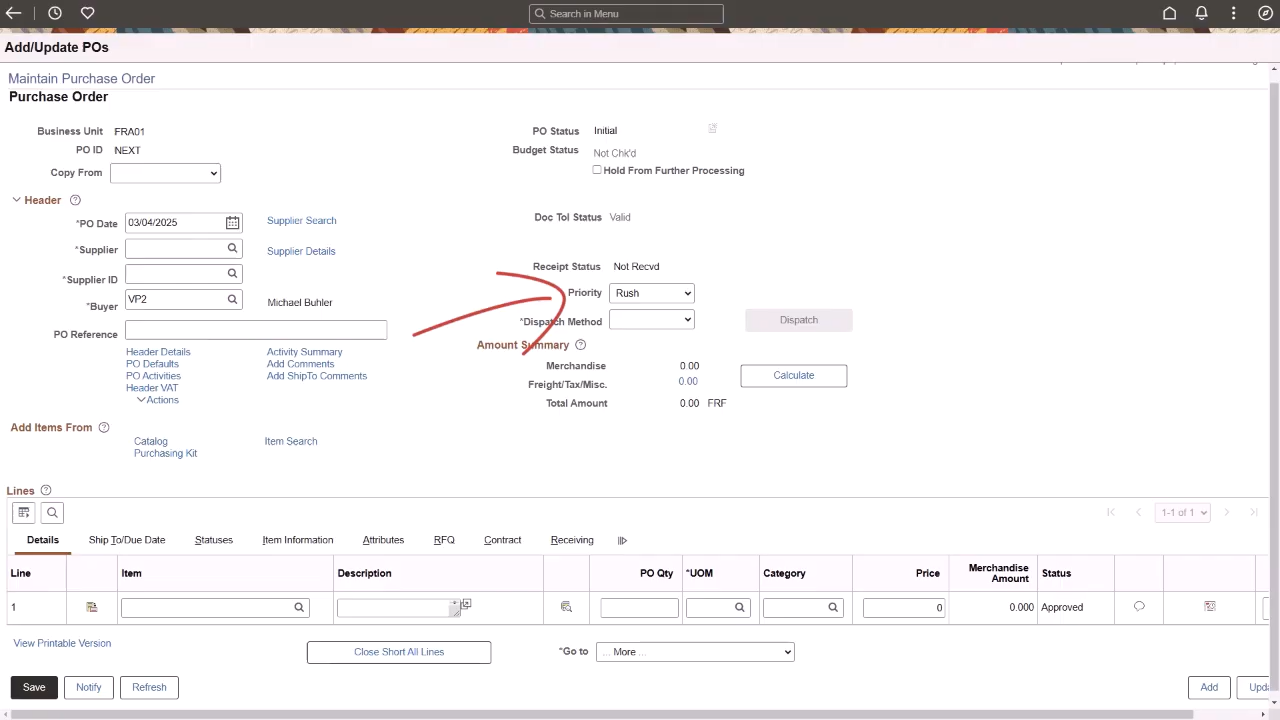 Search in Menu
Add/Update POs
Maintain Purchase Order
Purchase Order
Business Unit FRA01
PO ID NEXT
Copy From
PO Status Initial
Budget Status Not Chk'd
Hold From Further Processing
Header
*PO Date 03/04/2025 Supplier Search
*Supplier Supplier Details
*Supplier ID
*Buyer VP2 Michael Buhler
PO Reference
Doc Tol Status Valid
Receipt Status Not Recvd
Priority Rush
*Dispatch Method Dispatch
Header Details Activity Summary
PO Defaults Add Comments
PO Activities Add ShipTo Comments
Header VAT
Actions
Amount Summary
Merchandise 0.00
Freight/Tax/Misc. 0.00 Calculate
Total Amount 0.00 FRF
Add Items From
Catalog Item Search
Purchasing Kit
Lines
1-1 of 1
Details Ship To/Due Date Statuses Item Information Attributes RFQ Contract Receiving
Line Item Description PO Qty *UOM Category Price Merchandise Amount Status
1 0 0.000 Approved
View Printable Version Close Short All Lines *Go to ... More ...
Save Notify Refresh Add